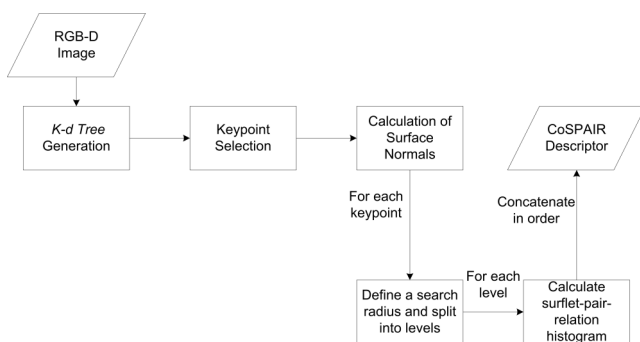 RGB-D
Image
K-d Tree
Generation
Keypoint
Selection
Calculation of
Surface
Normals
For each
keypoint
Define a search
radius and split
into levels
For each
level
Calculate
surflet-pair-
relation
histogram
Concatenate
in order
CoSPAIR
Descriptor